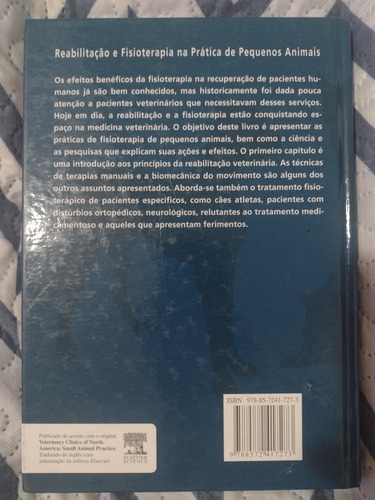 Reabilitação e Fisioterapia na Prática de Pequenos Animais
Os efeitos benéficos da fisioterapia na recuperação de pacientes hu-
manos já são bem conhecidos, mas historicamente foi dada pouca
atenção a pacientes veterinários que necessitavam desses serviços.
Hoje em dia, a reabilitação e a fisioterapia estão conquistando es-
paço na medicina veterinária. O objetivo deste livro é apresentar as
práticas de fisioterapia de pequenos animais, bem como a ciência e
as pesquisas que explicam suas ações e efeitos. O primeiro capítulo é
uma introdução aos princípios da reabilitação veterinária. As técnicas
de terapias manuais e a biomecânica do movimento são alguns dos
outros assuntos apresentados. Aborda-se também o tratamento fisio-
terápico de pacientes específicos, como cães atletas, pacientes com
distúrbios ortopédicos, neurológicos, relutantes ao tratamento medi-
camentoso e aqueles que apresentam ferimentos.
Publicado de acordo com o original
Veterinary Clinics of North
America: Small Animal Practice.
Traduzido do inglês com
autorização da editora Elsevier.
ELSEVIER
SCIENCE
ISBN 978-85-7241-727-3
9 788572 417273